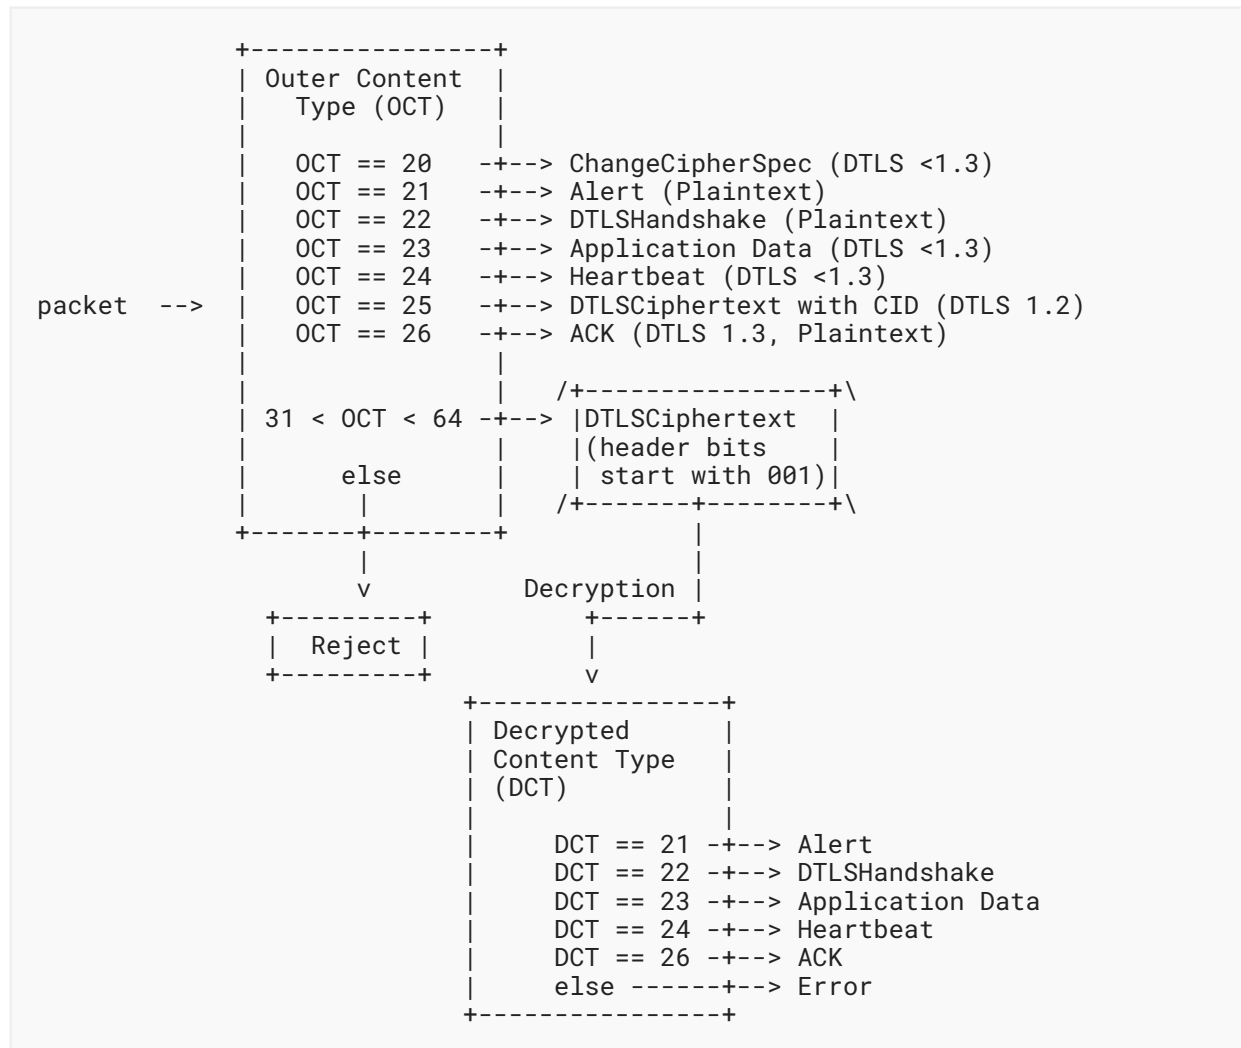 +----------------+
| Outer Content  |
|   Type (OCT)   |
|                |
|   OCT == 20   -+--> ChangeCipherSpec (DTLS <1.3)
|   OCT == 21   -+--> Alert (Plaintext)
|   OCT == 22   -+--> DTLSHandshake (Plaintext)
|   OCT == 23   -+--> Application Data (DTLS <1.3)
|   OCT == 24   -+--> Heartbeat (DTLS <1.3)
packet  -->  |   OCT == 25   -+--> DTLSCiphertext with CID (DTLS 1.2)
|   OCT == 26   -+--> ACK (DTLS 1.3, Plaintext)
|                |
|                |   /+----------------+\
| 31 < OCT < 64 -+--> |DTLSCiphertext  |
|                |    |(header bits    |
|      else      |    | start with 001)|
|       |        |   /+-------+--------+\
+-------+--------+            |
|                     |
v          Decryption |
+---------+          +------+
|  Reject |          |
+---------+          v
+----------------+
| Decrypted      |
| Content Type   |
| (DCT)          |
|                |
|     DCT == 21 -+--> Alert
|     DCT == 22 -+--> DTLSHandshake
|     DCT == 23 -+--> Application Data
|     DCT == 24 -+--> Heartbeat
|     DCT == 26 -+--> ACK
|     else ------+--> Error
+----------------+